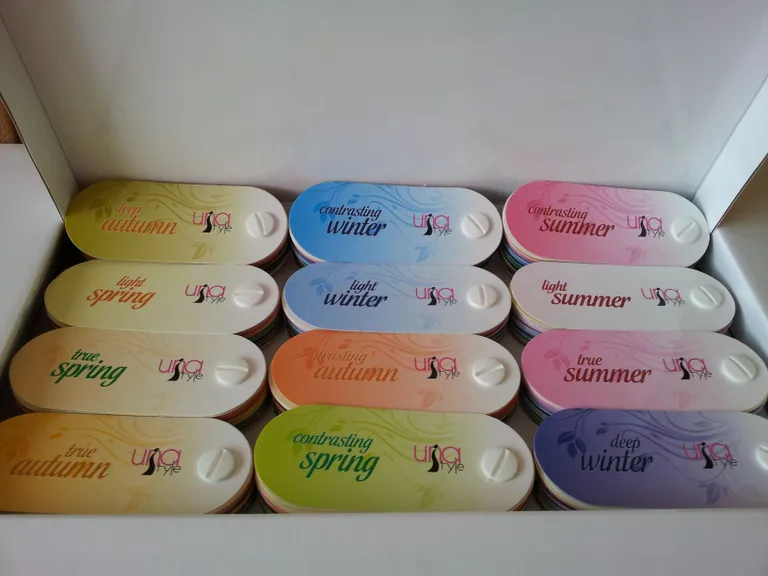 deep
autumn
una
style
contrasting
winter
una
style
contrasting
summer
una
style
light
spring
una
style
light
winter
una
style
light
summer
una
style
true
spring
una
style
contrasting
autumn
una
style
true
summer
una
style
true
autumn
una
style
contrasting
spring
una
style
deep
winter
una
style